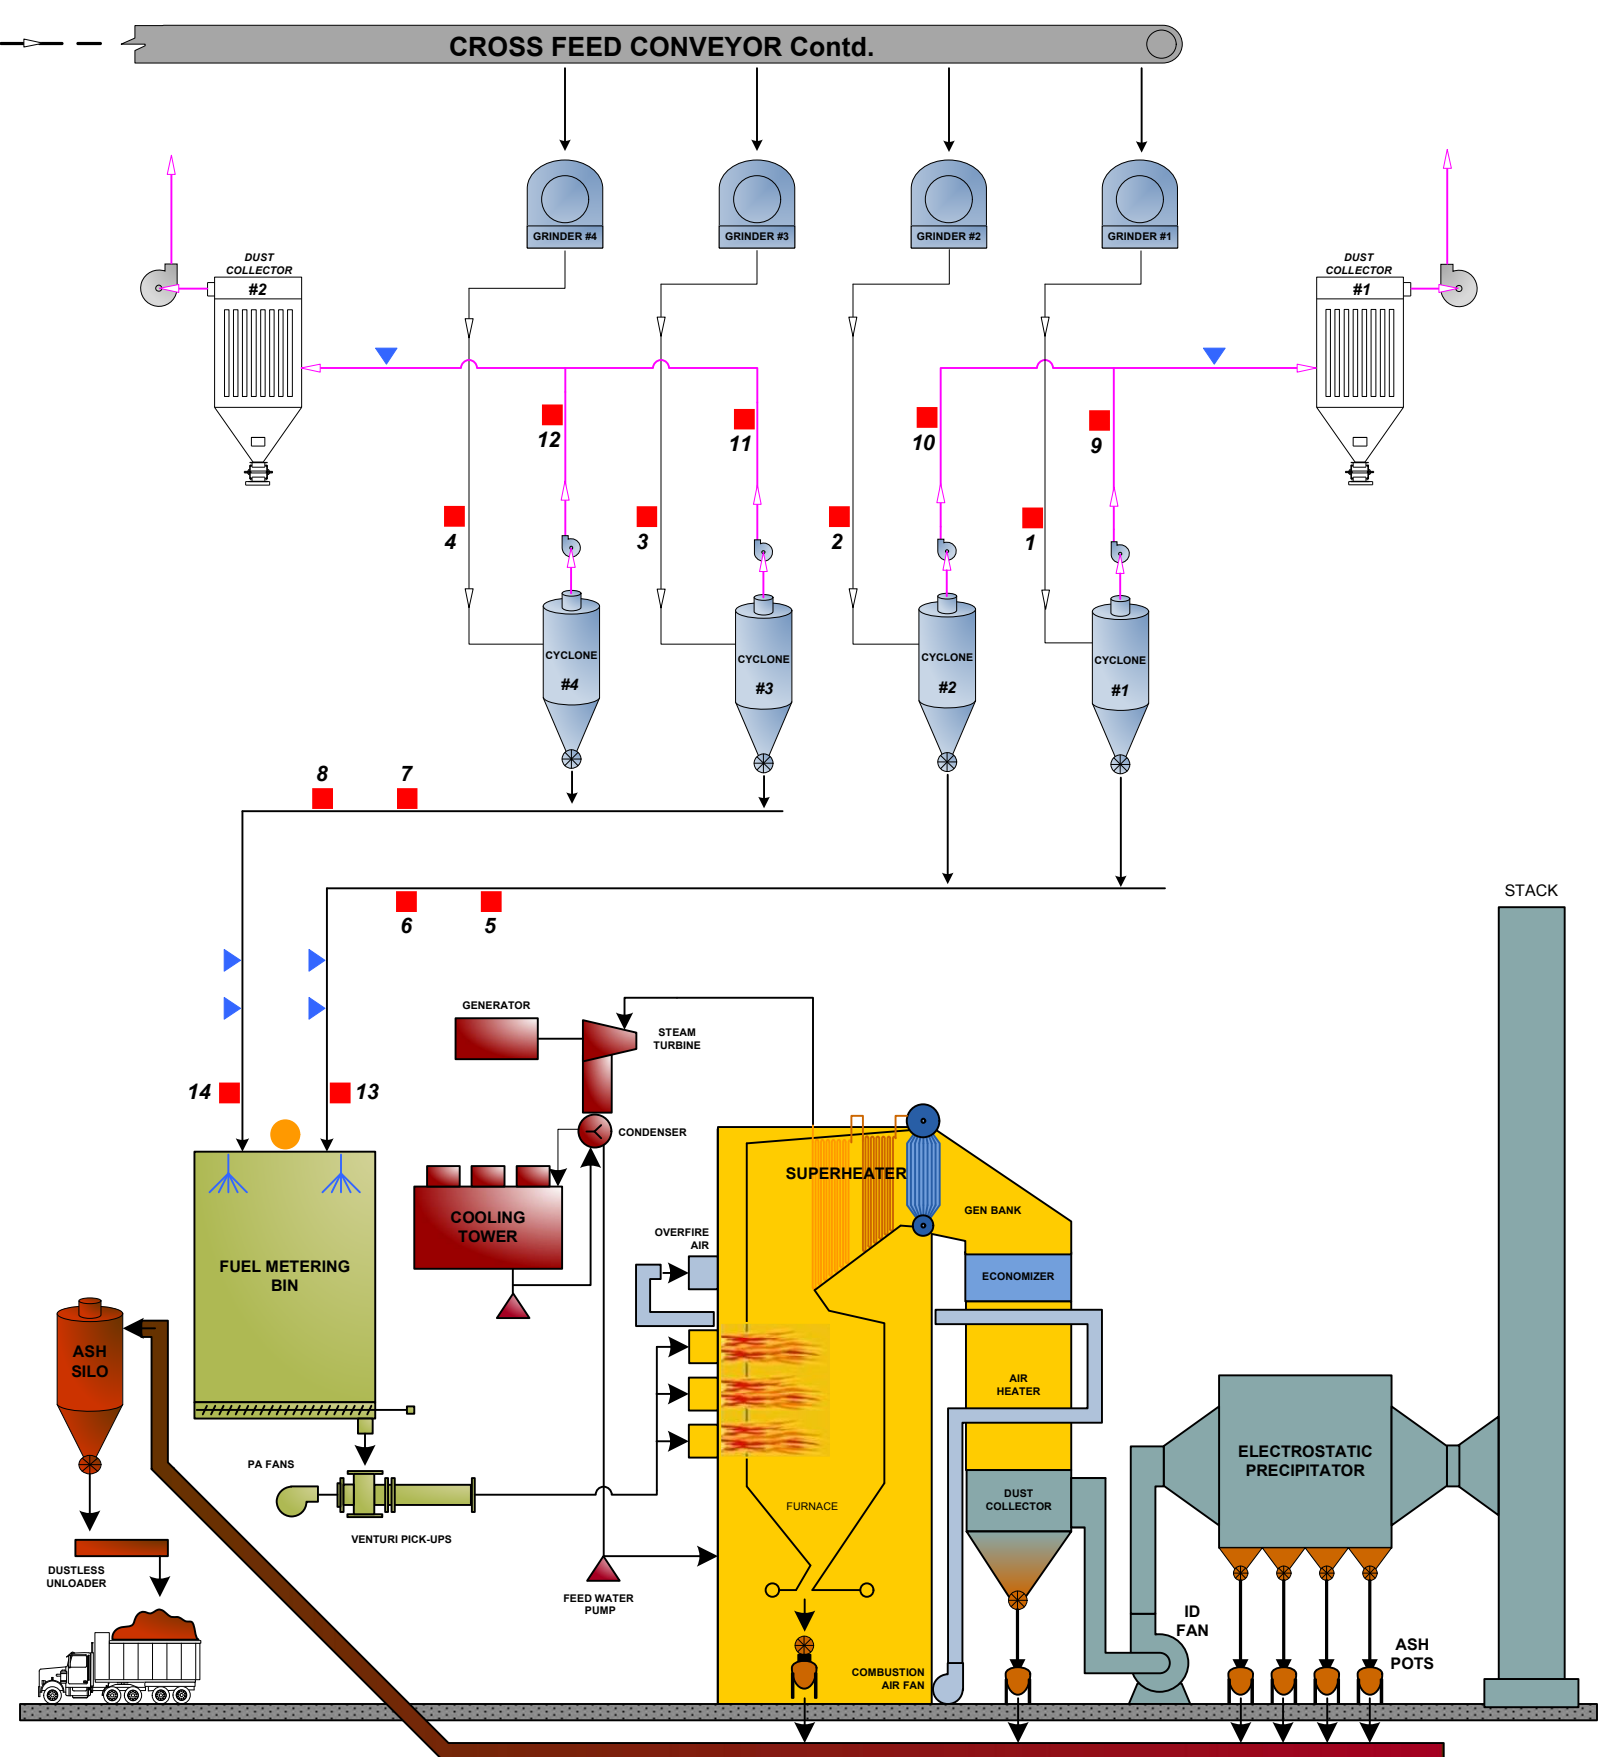 CROSS FEED CONVEYOR Contd.
GRINDER #4
GRINDER #3
GRINDER #2
GRINDER #1
DUST
COLLECTOR
#2
DUST
COLLECTOR
#1
12
11
10
9
4
3
2
1
CYCLONE
#4
CYCLONE
#3
CYCLONE
#2
CYCLONE
#1
8
7
6
5
STACK
GENERATOR
STEAM
TURBINE
14
13
CONDENSER
SUPERHEATER
GEN BANK
COOLING
TOWER
OVERFIRE
AIR
FUEL METERING
BIN
ECONOMIZER
ASH
SILO
AIR
HEATER
ELECTROSTATIC
PRECIPITATOR
PA FANS
DUST
COLLECTOR
FURNACE
VENTURI PICK-UPS
DUSTLESS
UNLOADER
FEED WATER
PUMP
ID
FAN
ASH
POTS
COMBUSTION
AIR FAN